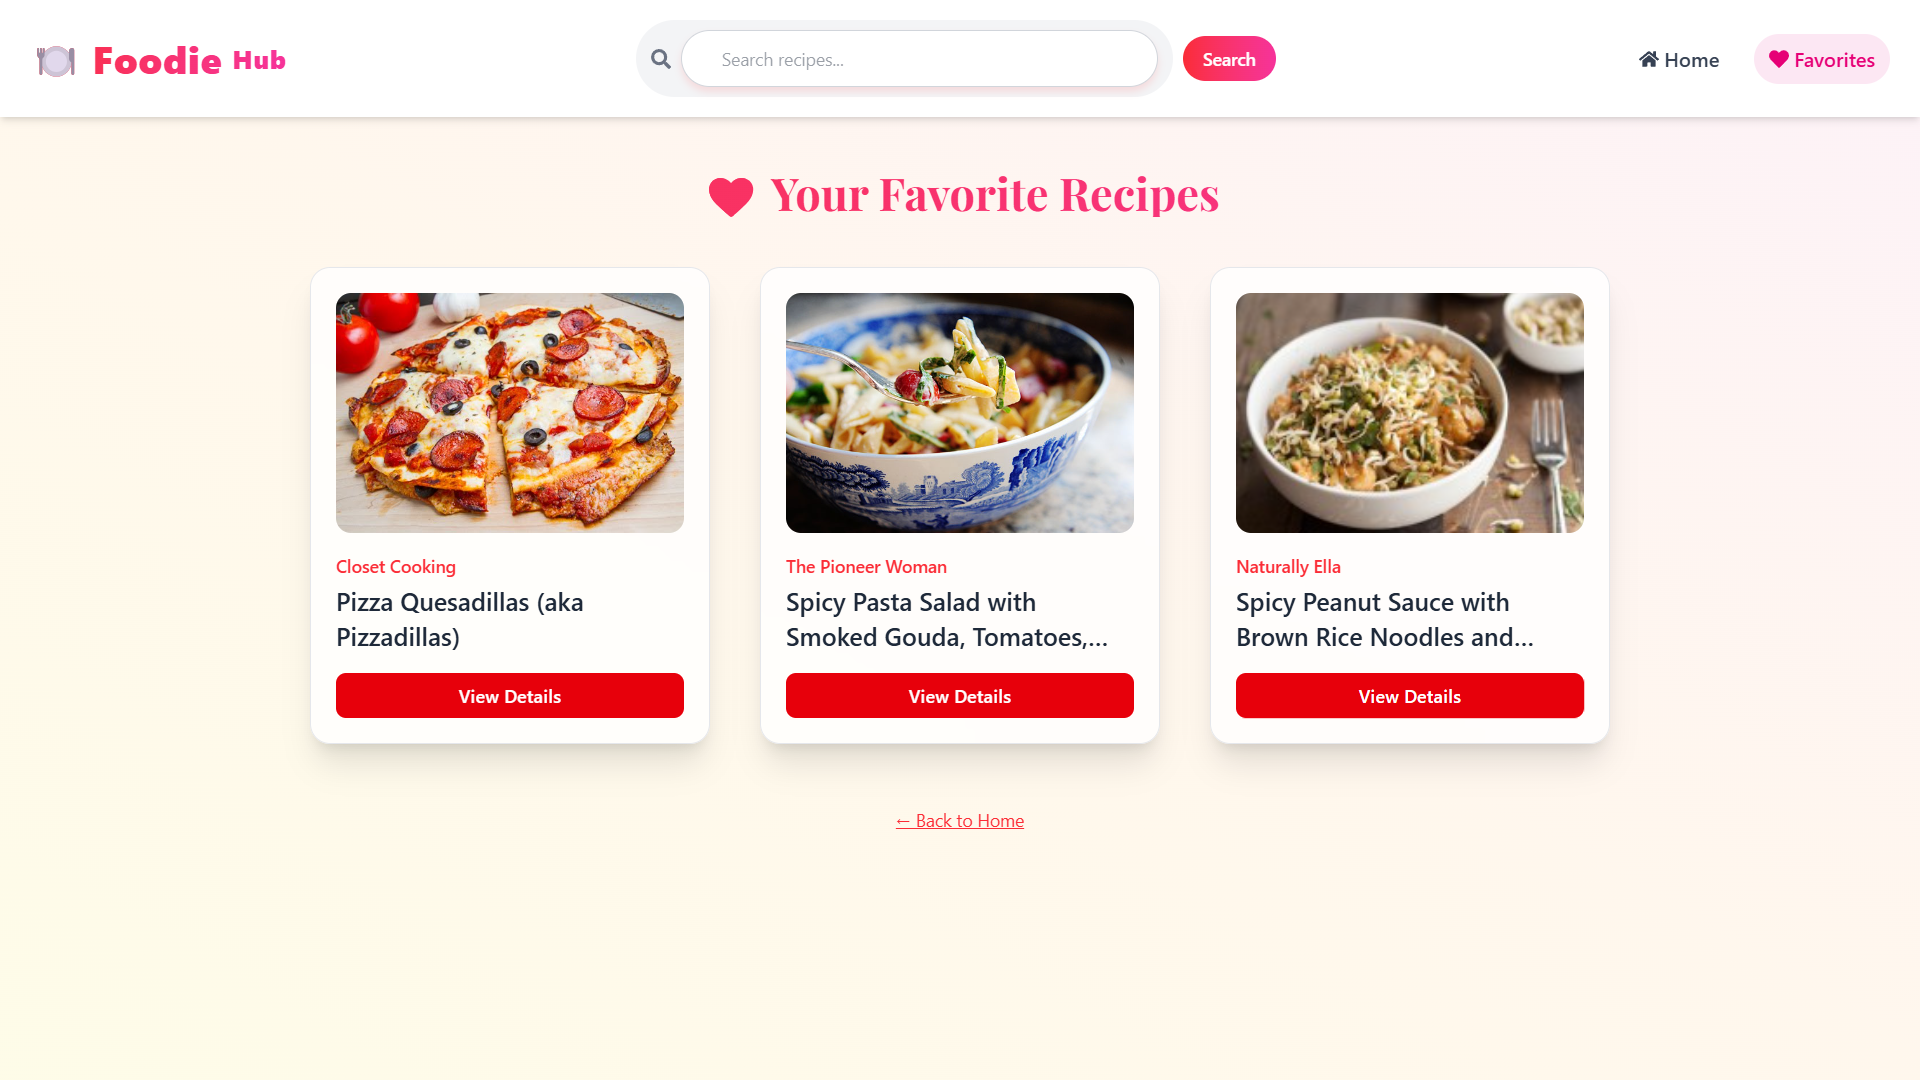 Foodie Hub
Search recipes...
Search
Home
Favorites
Your Favorite Recipes
Closet Cooking
Pizza Quesadillas (aka
Pizzadillas)
View Details
The Pioneer Woman
Spicy Pasta Salad with
Smoked Gouda, Tomatoes,...
View Details
Naturally Ella
Spicy Peanut Sauce with
Brown Rice Noodles and...
View Details
← Back to Home